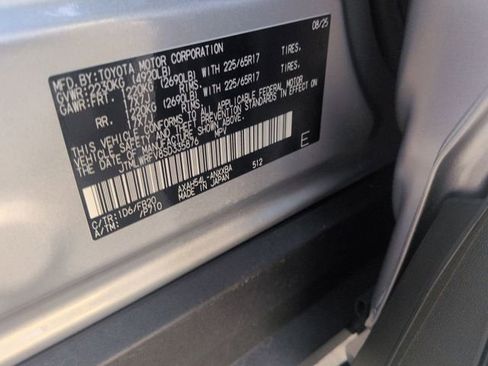 MFD.BY:TOYOTA MOTOR CORPORATION 08/25
GVWR:2230KG (4920LB)
GAWR:FRT. 1220KG (2690LB) WITH 225/65R17 TIRES,
17X7J RIMS,
RR. 1220KG (2690LB) WITH 225/65R17 TIRES,
17X7J RIMS,
THIS VEHICLE CONFORMS TO ALL APPLICABLE FEDERAL MOTOR
VEHICLE SAFETY, BUMPER, AND THEFT PREVENTION STANDARDS IN EFFECT ON THE
DATE OF MANUFACTURE SHOWN ABOVE.
MPV
E
512
C/TR:1D6/FB20 AXAH54L-ANXXBA
A/TM: /P710 MADE IN JAPAN